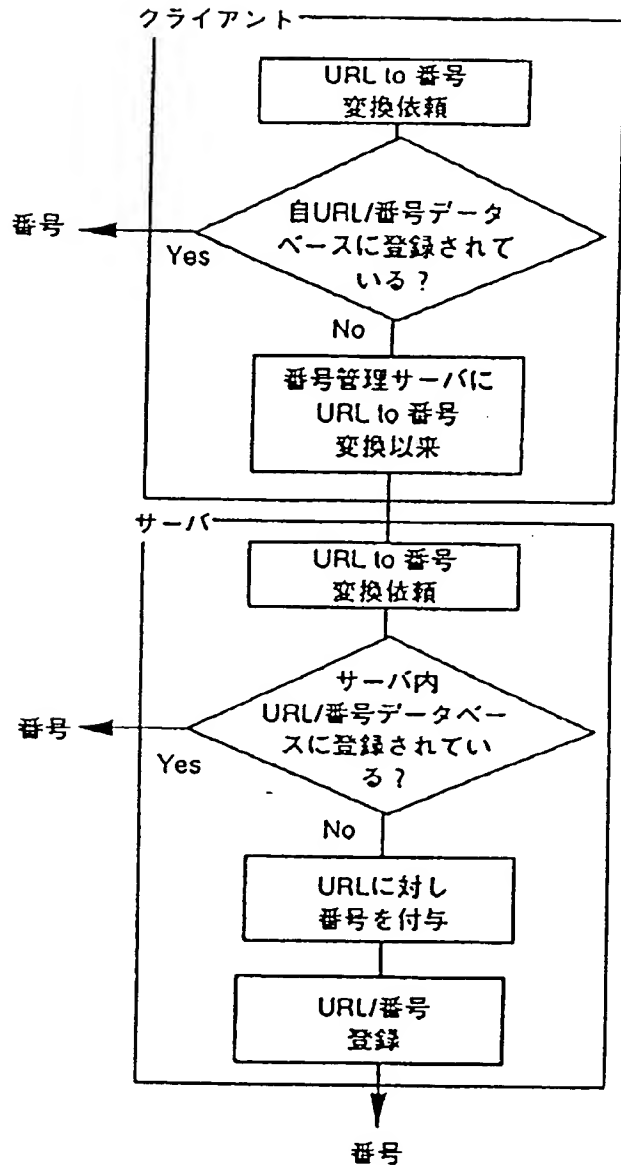 クライアント
URL to 番号
変換依頼
自URL/番号データ
ベースに登録されて
いる?
番号
Yes
No
番号管理サーバに
URL to 番号
変換以来
サーバ
URL to 番号
変換依頼
サーバ内
URL/番号データベー
スに登録されてい
る?
番号
Yes
No
URLに対し
番号を付与
URL/番号
登録
番号